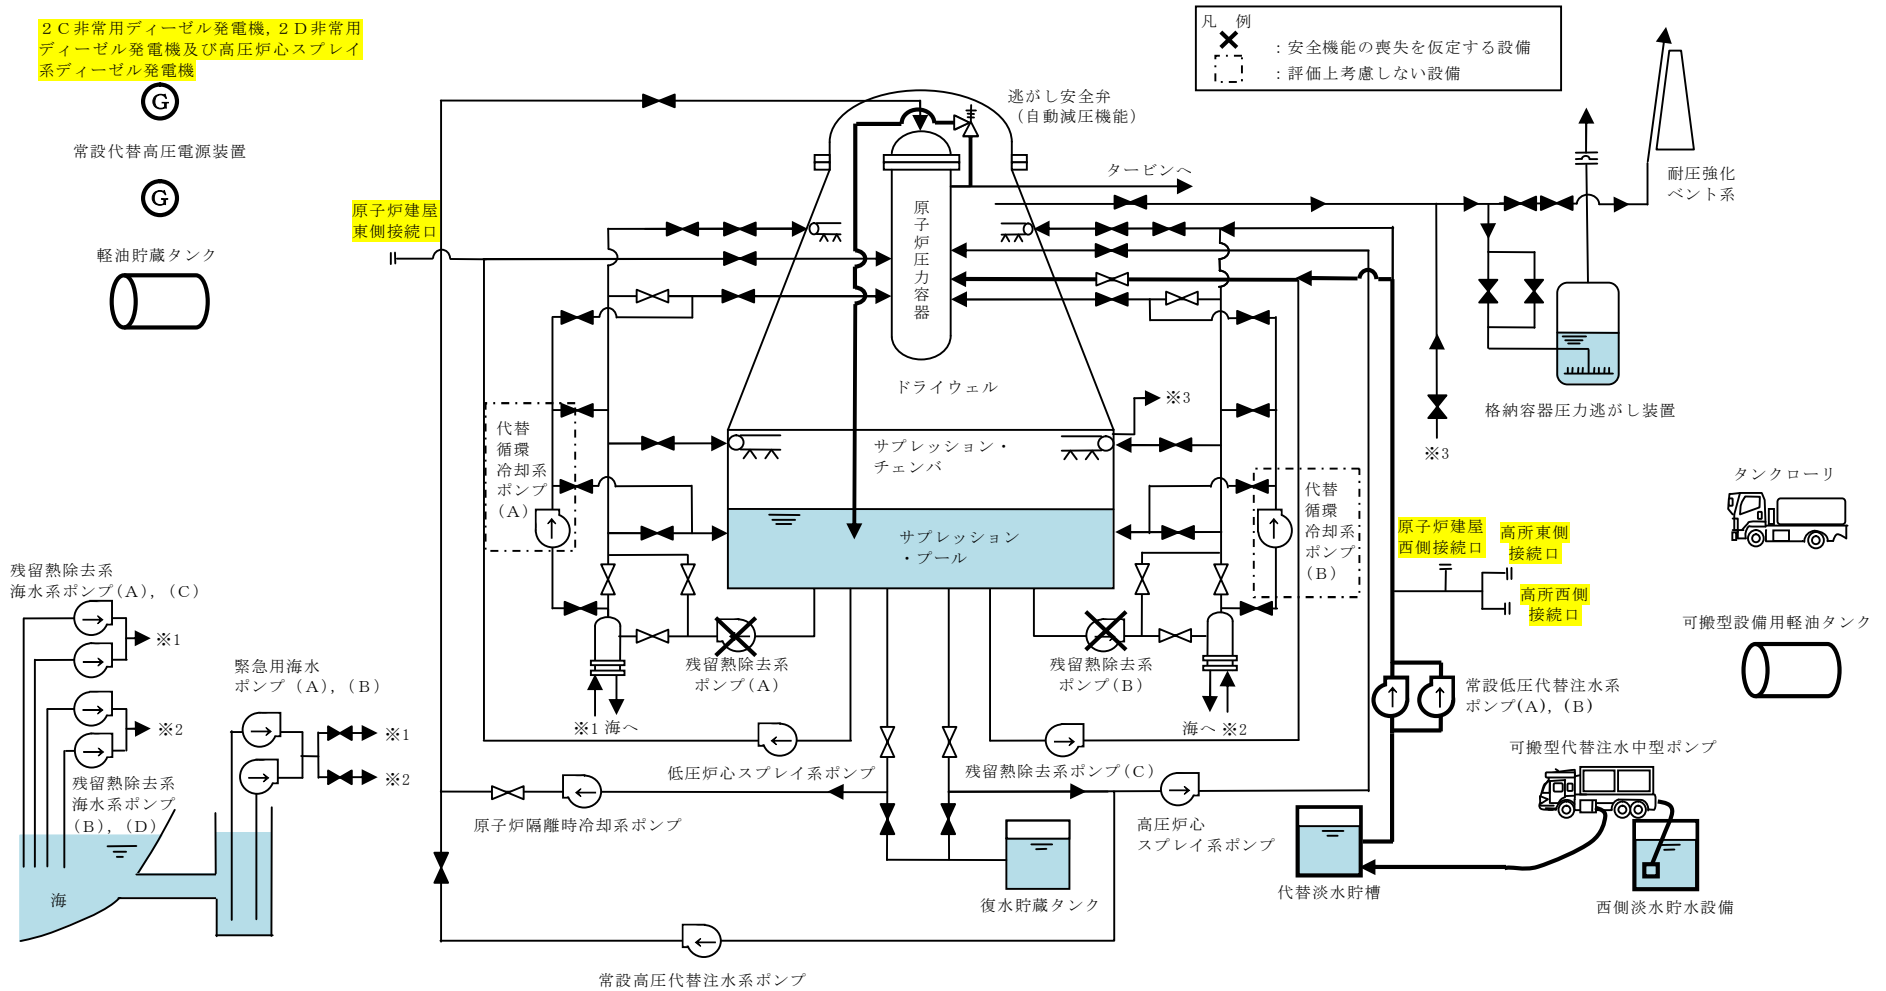 ２Ｃ非常用ディーゼル発電機，２Ｄ非常用
ディーゼル発電機及び高圧炉心スプレイ
系ディーゼル発電機
G
常設代替高圧電源装置
G
軽油貯蔵タンク
原子炉建屋
東側接続口
凡　例
：安全機能の喪失を仮定する設備
：評価上考慮しない設備
逃がし安全弁
（自動減圧機能）
タービンへ
耐圧強化
ベント系
原子炉圧力容器
ドライウェル
格納容器圧力逃がし装置
※3
※3
サプレッション・
チェンバ
サプレッション
・プール
代替
循環
冷却系
ポンプ
（A）
代替
循環
冷却系
ポンプ
（B）
タンクローリ
原子炉建屋
西側接続口
高所東側
接続口
高所西側
接続口
可搬型設備用軽油タンク
残留熱除去系
海水系ポンプ(A)，(C)
※1
※2
残留熱除去系
海水系ポンプ
(B)，(D)
緊急用海水
ポンプ（A），（B）
※1
※2
海
残留熱除去系
ポンプ(A)
残留熱除去系
ポンプ(B)
※1 海へ
海へ ※2
常設低圧代替注水系
ポンプ(A)，(B)
低圧炉心スプレイ系ポンプ
残留熱除去系ポンプ(C)
可搬型代替注水中型ポンプ
原子炉隔離時冷却系ポンプ
高圧炉心
スプレイ系ポンプ
復水貯蔵タンク
代替淡水貯槽
西側淡水貯水設備
常設高圧代替注水系ポンプ